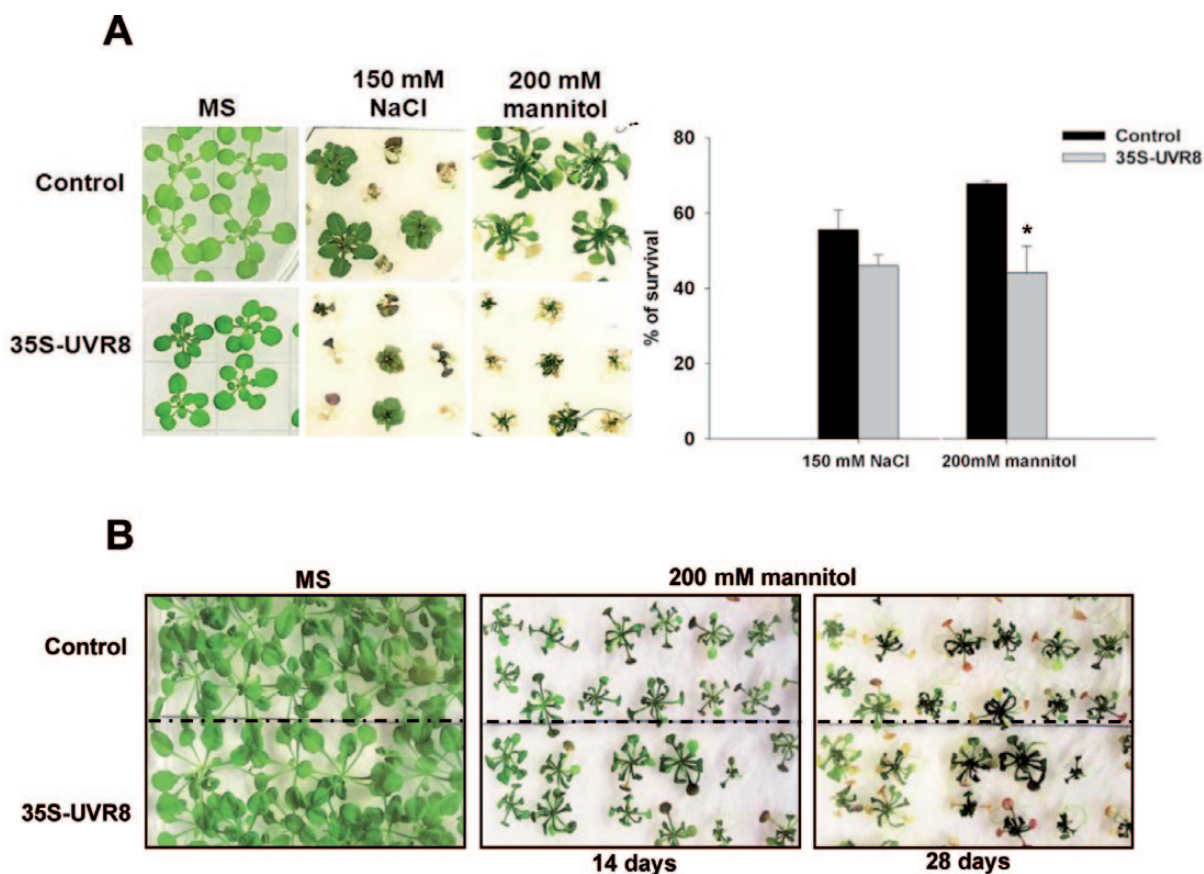 A
MS
150 mM
NaCl
200 mM
mannitol
Control
35S-UVR8
% of survival
80
60
40
20
0
Control
35S-UVR8
*
150 mM NaCl
200mM mannitol
B
MS
200 mM mannitol
Control
35S-UVR8
14 days
28 days